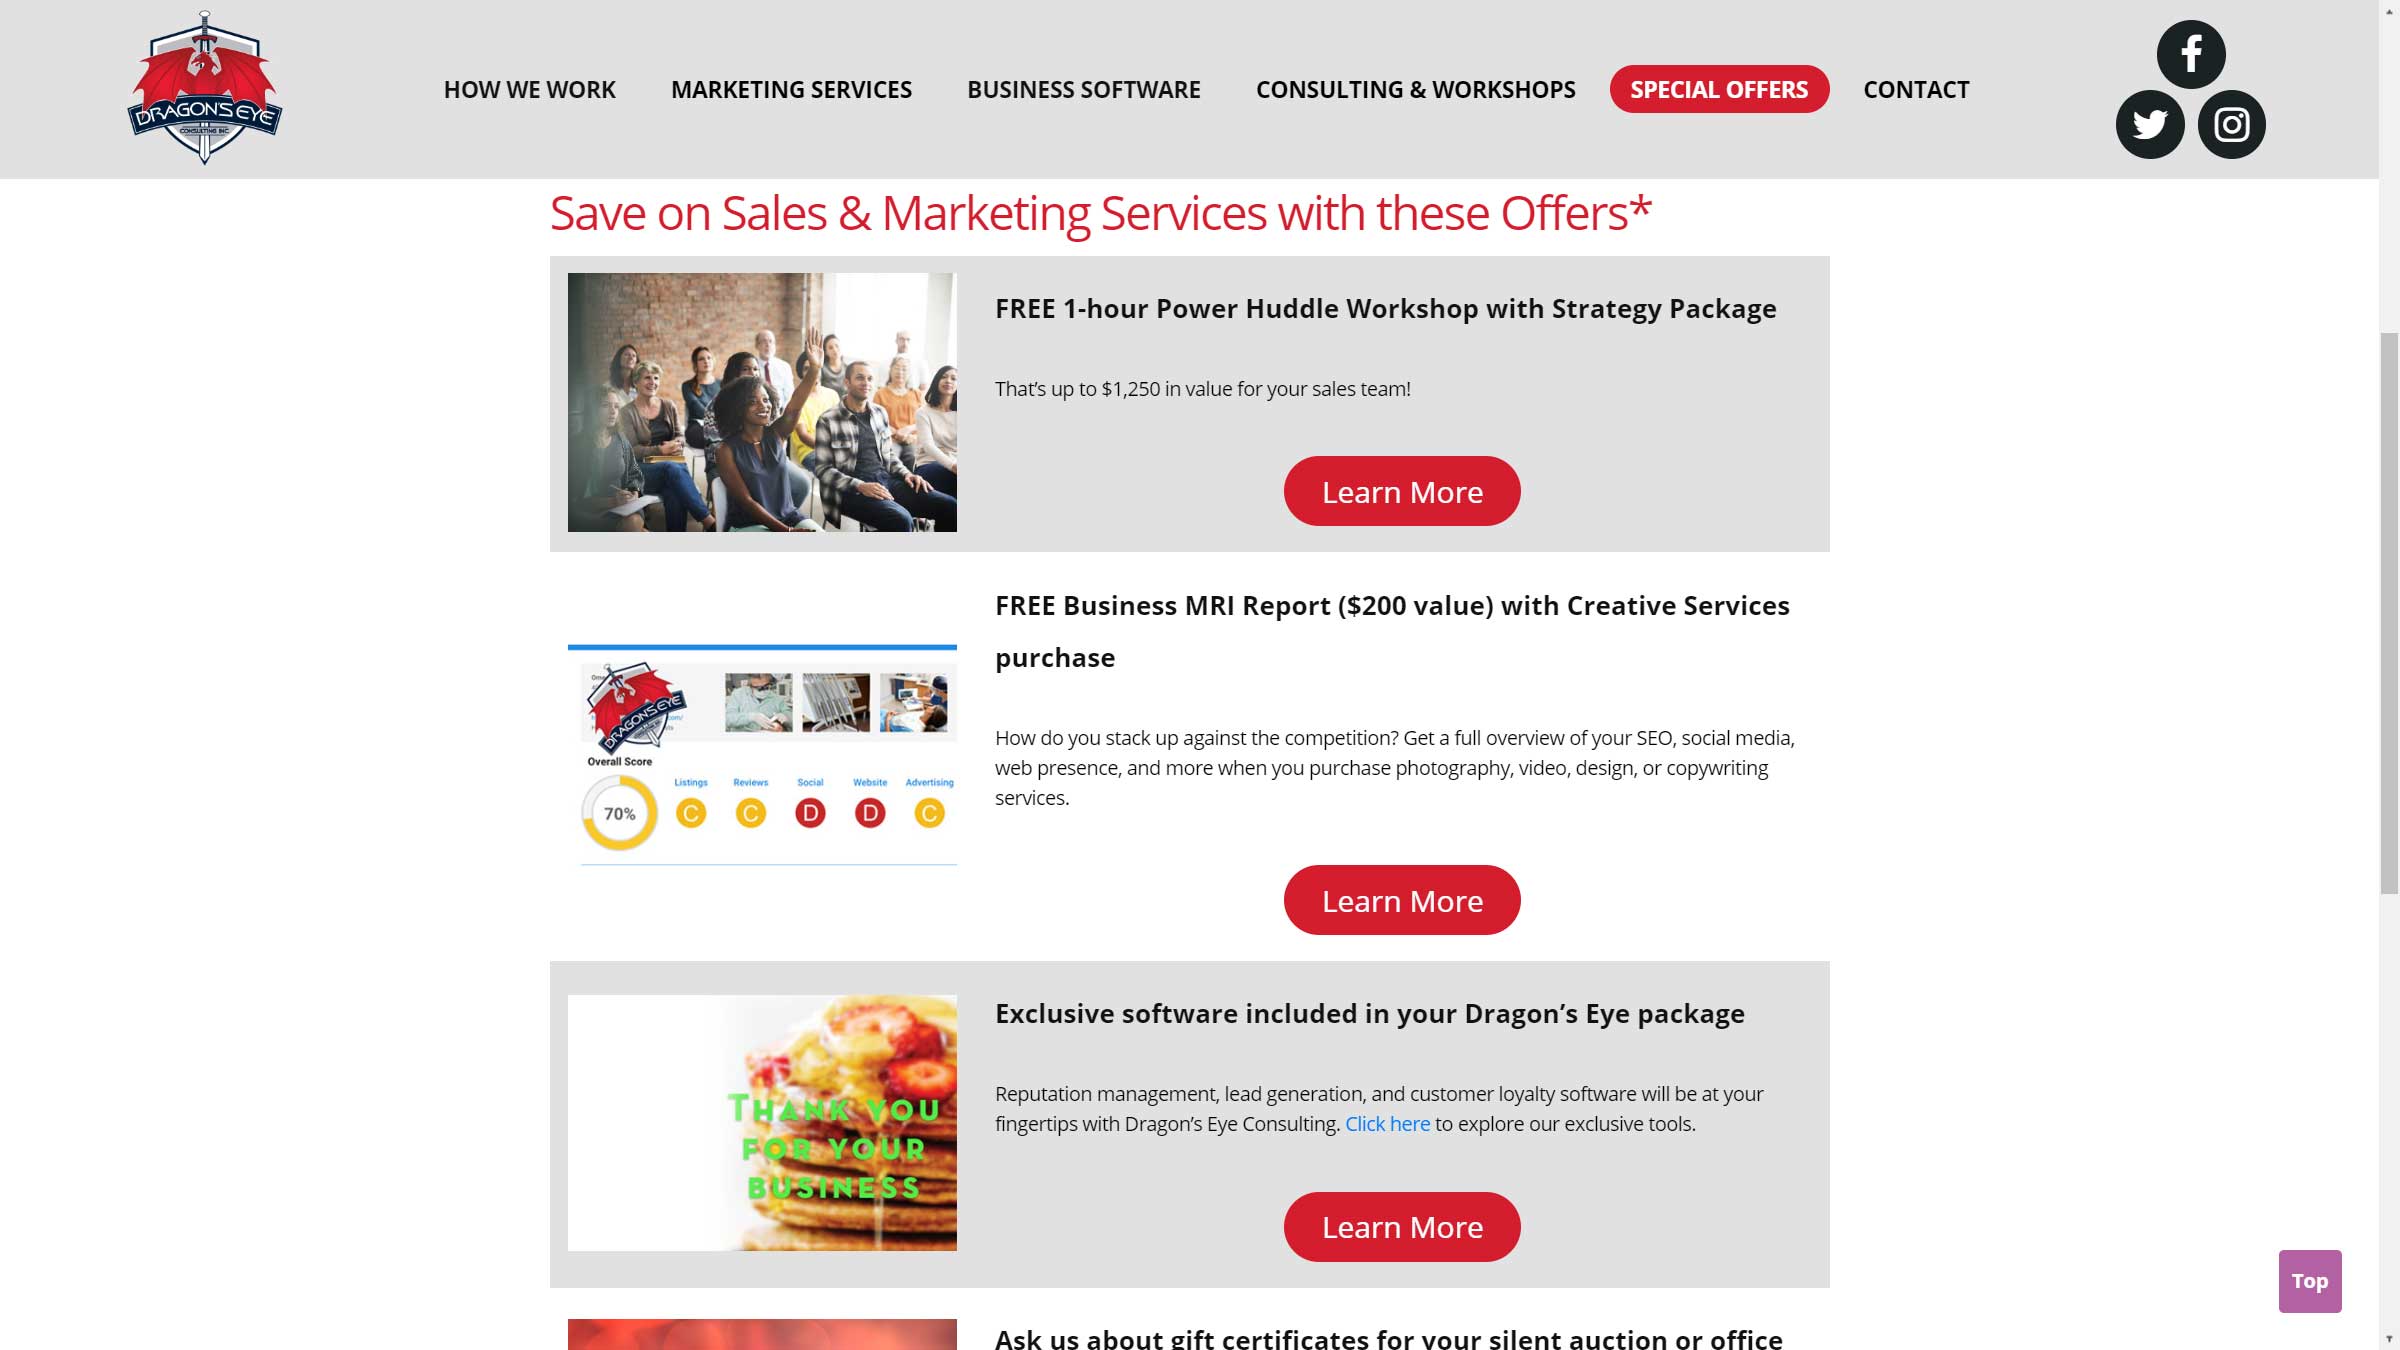 DRAGON'S EYE
CONSULTING INC.
HOW WE WORK
MARKETING SERVICES
BUSINESS SOFTWARE
CONSULTING & WORKSHOPS
SPECIAL OFFERS
CONTACT
Save on Sales & Marketing Services with these Offers*
FREE 1-hour Power Huddle Workshop with Strategy Package
That’s up to $1,250 in value for your sales team!
Learn More
DRAGON'S EYE
Overall Score
70%
Listings Reviews Social Website Advertising
C C D D C
FREE Business MRI Report ($200 value) with Creative Services
purchase
How do you stack up against the competition? Get a full overview of your SEO, social media,
web presence, and more when you purchase photography, video, design, or copywriting
services.
Learn More
THANK YOU
FOR YOUR
BUSINESS
Exclusive software included in your Dragon’s Eye package
Reputation management, lead generation, and customer loyalty software will be at your
fingertips with Dragon’s Eye Consulting. Click here to explore our exclusive tools.
Learn More
Top
Ask us about gift certificates for your silent auction or office